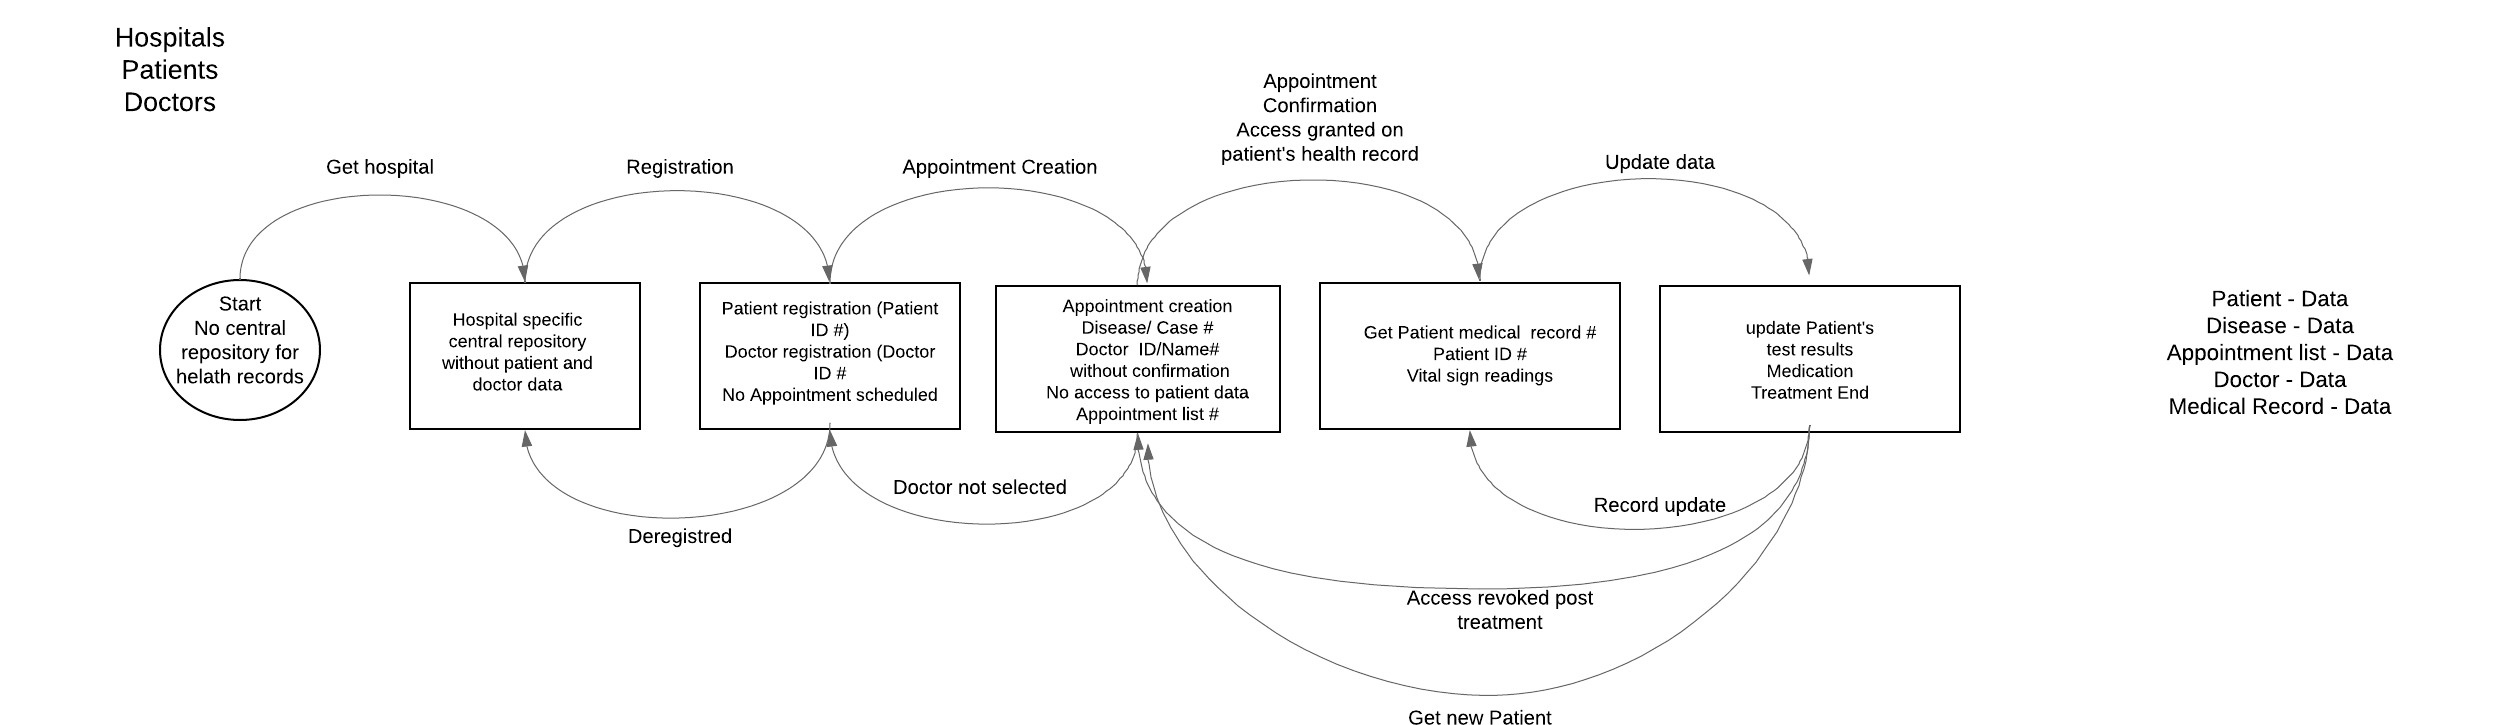 Hospitals
Patients
Doctors
Appointment
Confirmation
Access granted on
patient's health record
Get hospital
Registration
Appointment Creation
Update data
Start
No central
repository for
helath records
Hospital specific
central repository
without patient and
doctor data
Patient registration (Patient
ID #)
Doctor registration (Doctor
ID #
No Appointment scheduled
Appointment creation
Disease/ Case #
Doctor  ID/Name#
without confirmation
No access to patient data
Appointment list #
Get Patient medical  record #
Patient ID #
Vital sign readings
update Patient's
test results
Medication
Treatment End
Patient - Data
Disease - Data
Appointment list - Data
Doctor - Data
Medical Record - Data
Deregistred
Doctor not selected
Record update
Access revoked post
treatment
Get new Patient